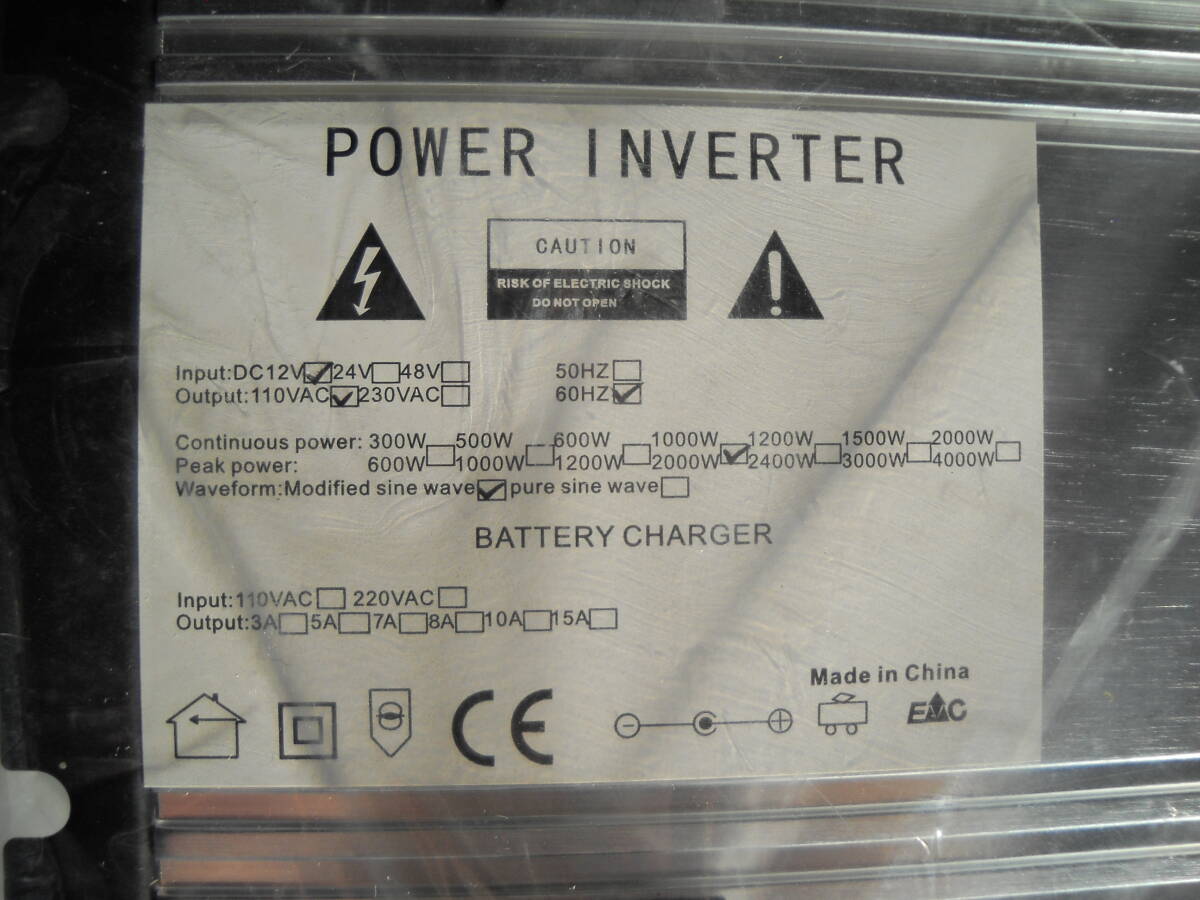 POWER INVERTER
CAUTION
RISK OF ELECTRIC SHOCK
DO NOT OPEN
Input:DC12V☑24V☐48V☐ 50HZ☐
Output:110VAC☑230VAC☐ 60HZ☑
Continuous power: 300W 500W 600W 1000W 1200W 1500W 2000W
Peak power: 600W☐1000W☐1200W☐2000W☑2400W☐3000W☐4000W☐
Waveform:Modified sine wave☑pure sine wave☐
BATTERY CHARGER
Input:110VAC☐ 220VAC☐
Output:3A☐5A☐7A☐8A☐10A☐15A☐
Made in China
CE
EMC